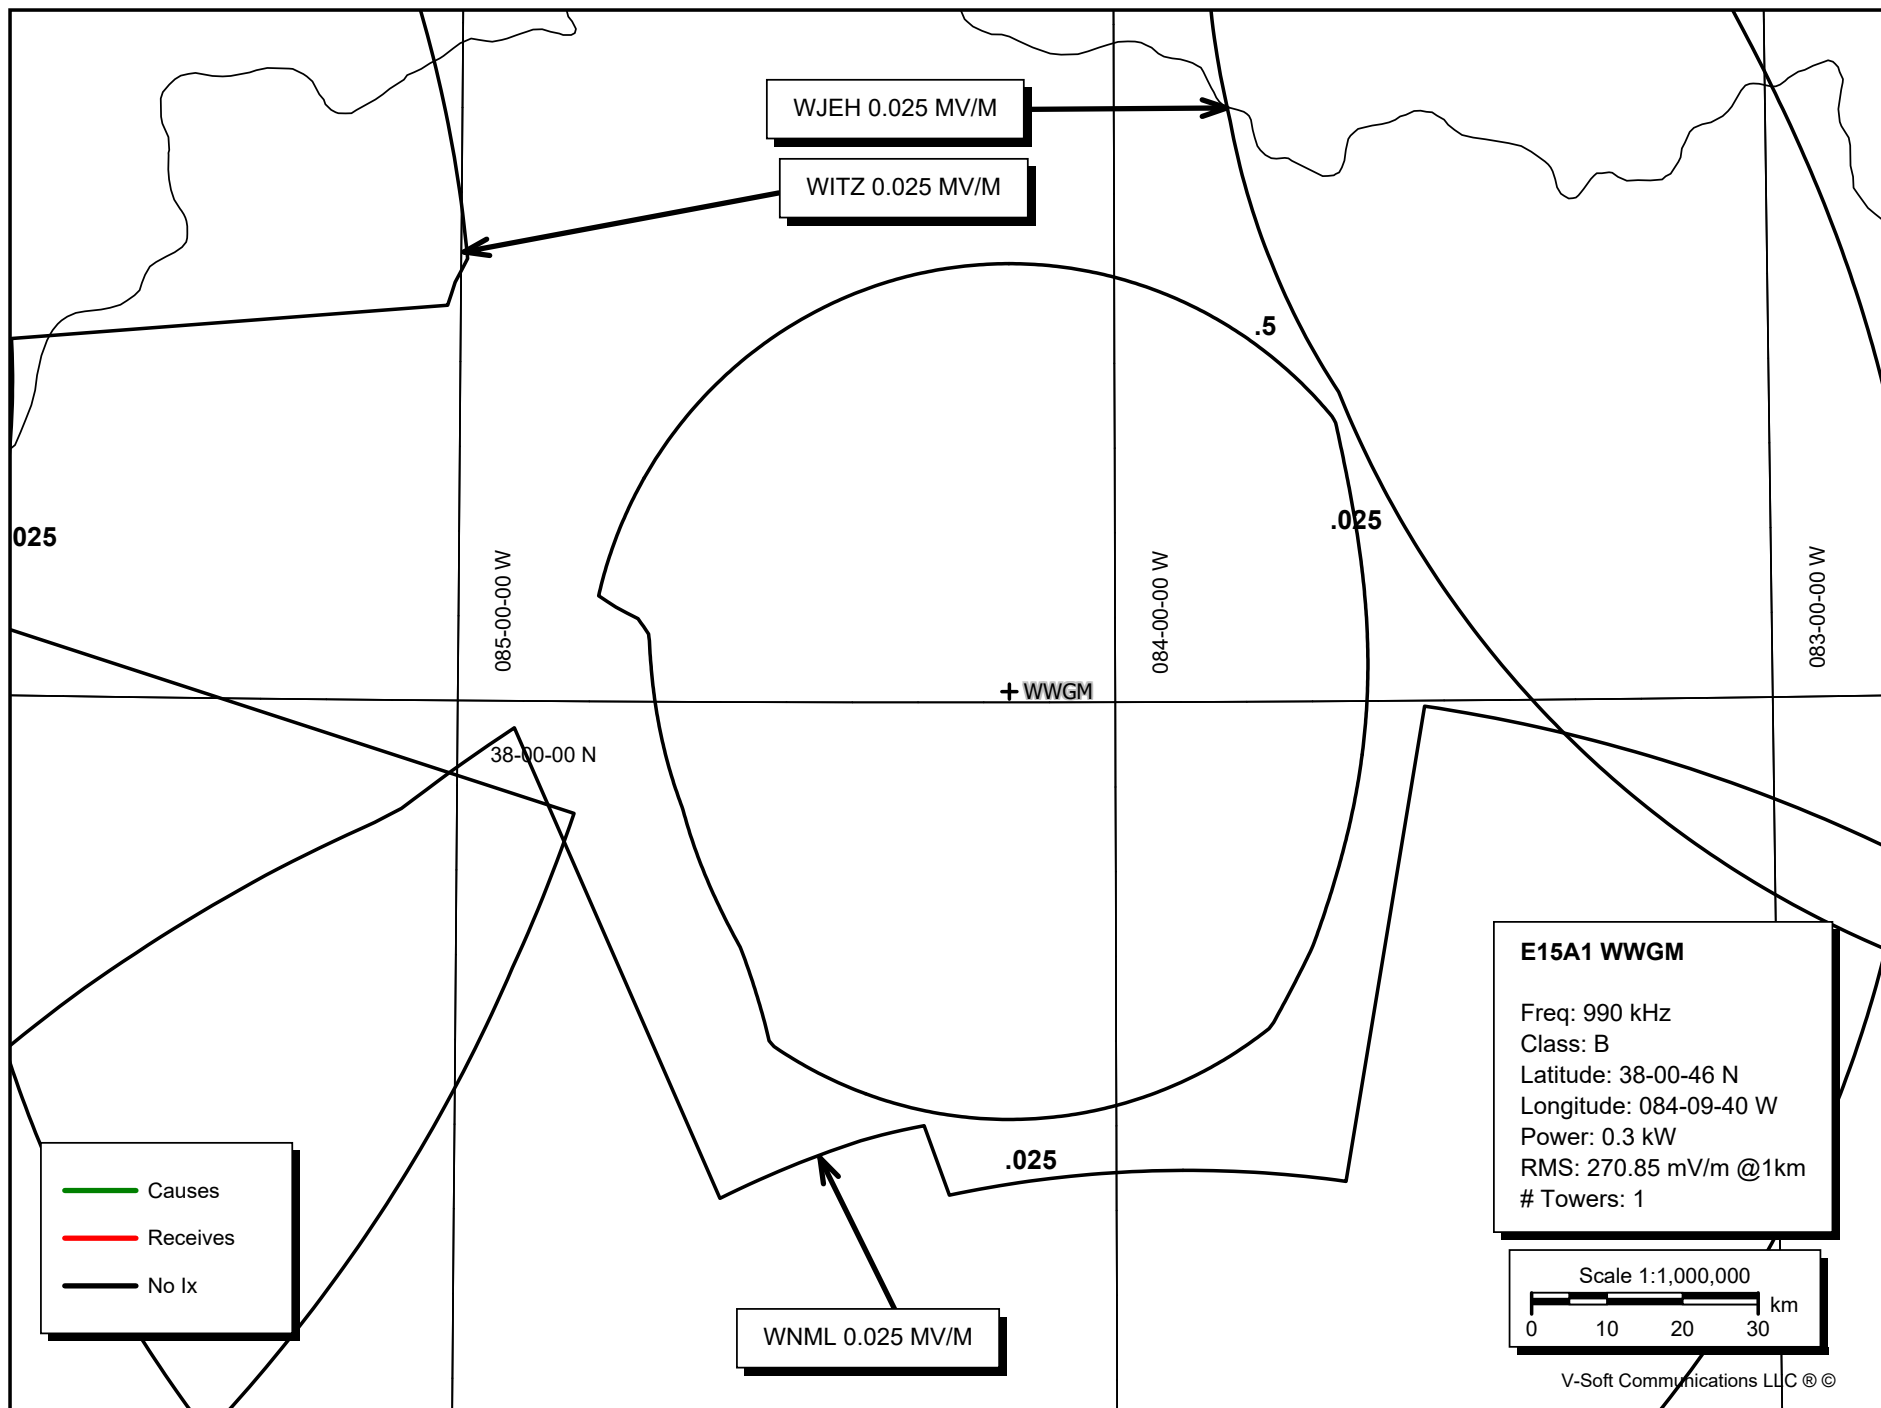 WJEH 0.025 MV/M
WITZ 0.025 MV/M
.5
.025
025
085-00-00 W
084-00-00 W
083-00-00 W
WWGM
38-00-00 N
.025
WNML 0.025 MV/M
Causes
Receives
No Ix
E15A1 WWGM
Freq: 990 kHz
Class: B
Latitude: 38-00-46 N
Longitude: 084-09-40 W
Power: 0.3 kW
RMS: 270.85 mV/m @1km
# Towers: 1
Scale 1:1,000,000
km
0 10 20 30
V-Soft Communications LLC ® ©